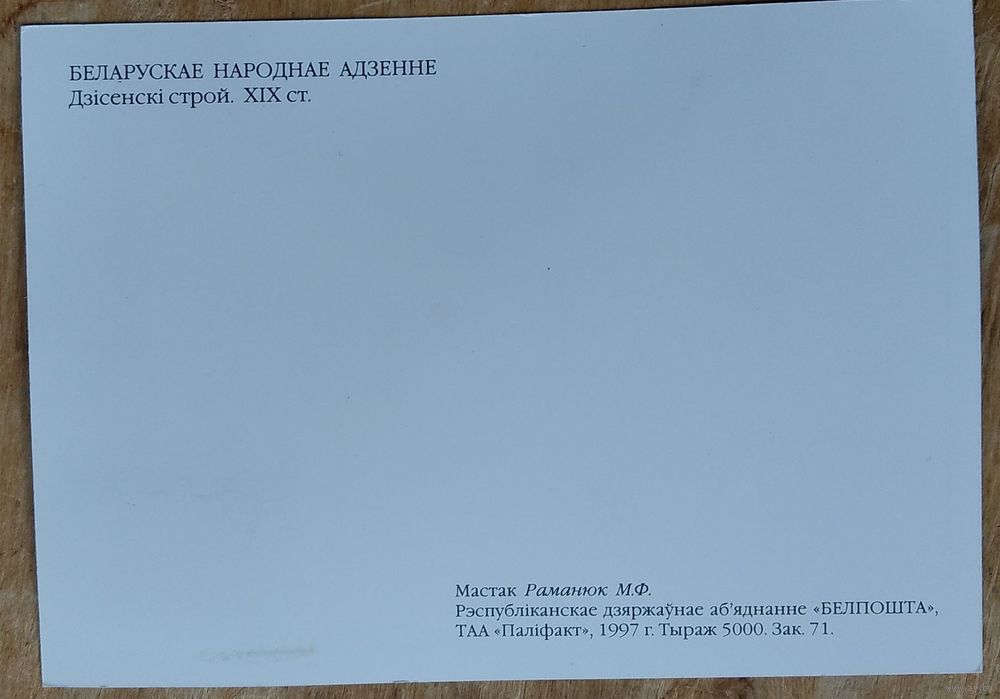 БЕЛАРУСКАЕ НАРОДНАЕ АДЗЕННЕ
Дзісенскі строй. XIX ст.
Мастак Раманюк М.Ф.
Рэспубліканскае дзяржаўнае аб’яднанне «БЕЛПОШТА»,
ТАА «Паліфакт», 1997 г. Тыраж 5000. Зак. 71.